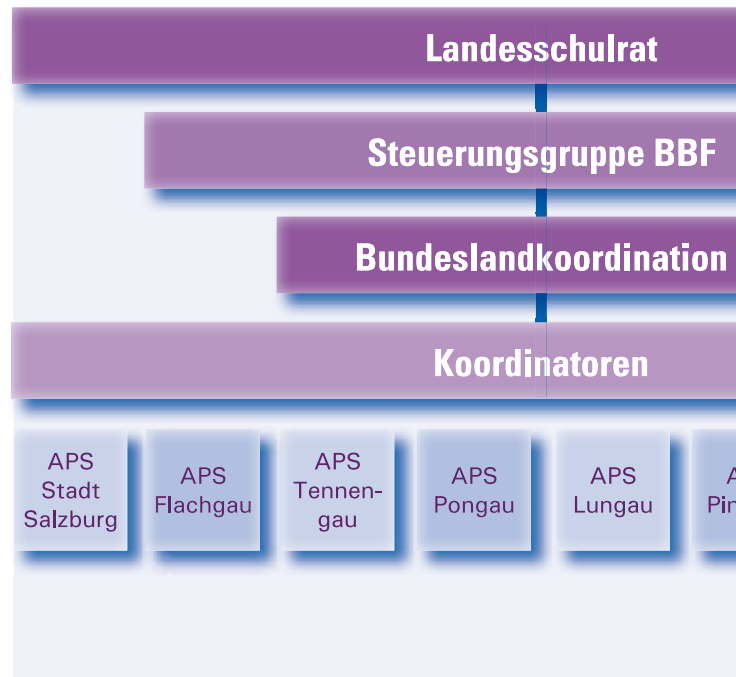 Landesschulrat
Steuerungsgruppe BBF
Bundeslandkoordination
Koordinatoren
APS
Stadt
Salzburg
APS
Flachgau
APS
Tennen-
gau
APS
Pongau
APS
Lungau